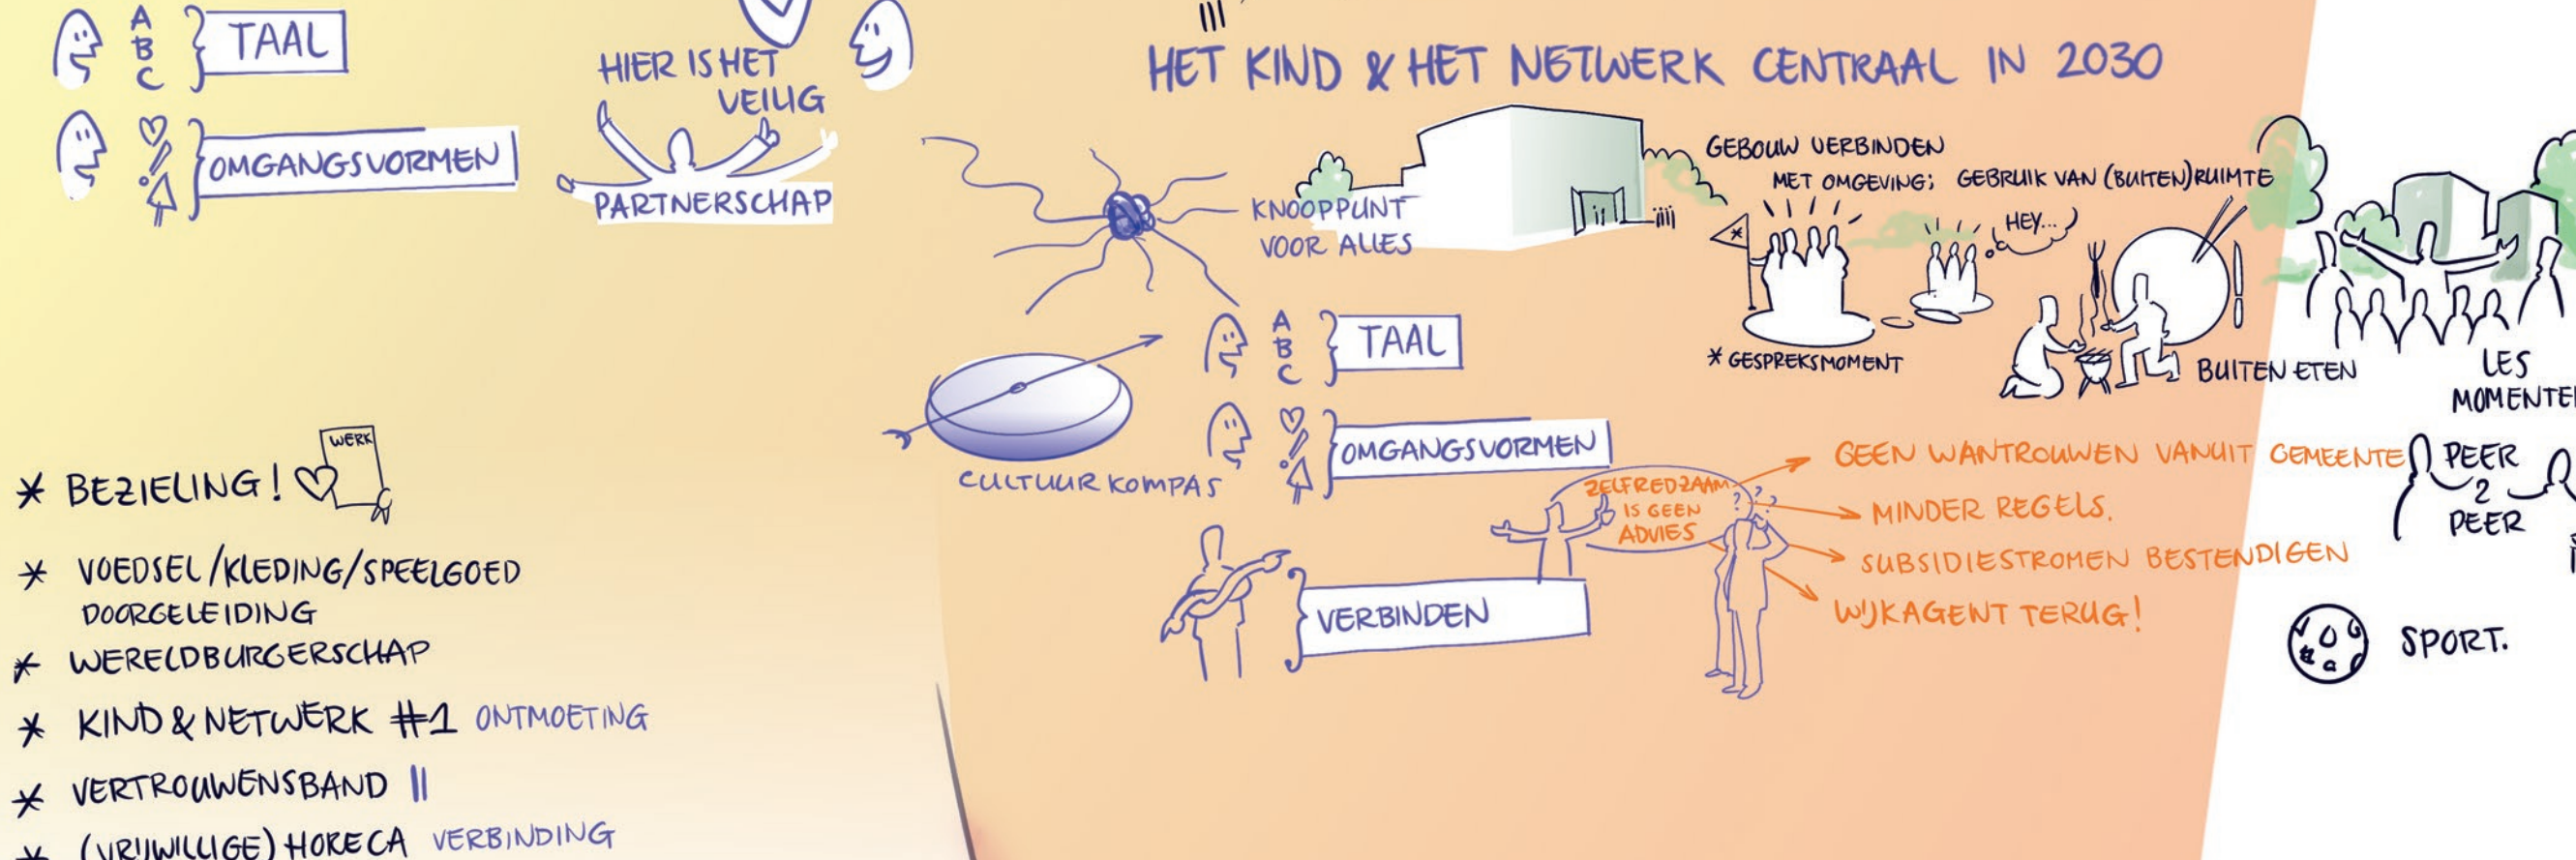 A
B
C
TAAL
OMGANGSVORMEN
HIER IS HET
VEILIG
PARTNERSCHAP
* BEZIELING!
WERK
* VOEDSEL/KLEDING/SPEELGOED
DOORGELEIDING
* WERELDBURGERSCHAP
* KIND & NETWERK #1 ONTMOETING
* VERTROUWENSBAND ||
* (VRIJWILLIGE) HORECA VERBINDING
HET KIND & HET NETWERK CENTRAAL IN 2030
KNOOPPUNT
VOOR ALLES
GEBOUW VERBINDEN
MET OMGEVING; GEBRUIK VAN (BUITEN)RUIMTE
HEY...
*
* GESPREKSMOMENT
BUITEN ETEN
LES
CULTUUR KOMPAS
A
B
C
TAAL
OMGANGSVORMEN
VERBINDEN
ZELFREDZAAM
IS GEEN
ADVIES
? ? ?
GEEN WANTROUWEN VANUIT GEMEENTE
MINDER REGELS.
SUBSIDIESTROMEN BESTENDIGEN
WIJKAGENT TERUG!
PEER
2
PEER
SPORT.